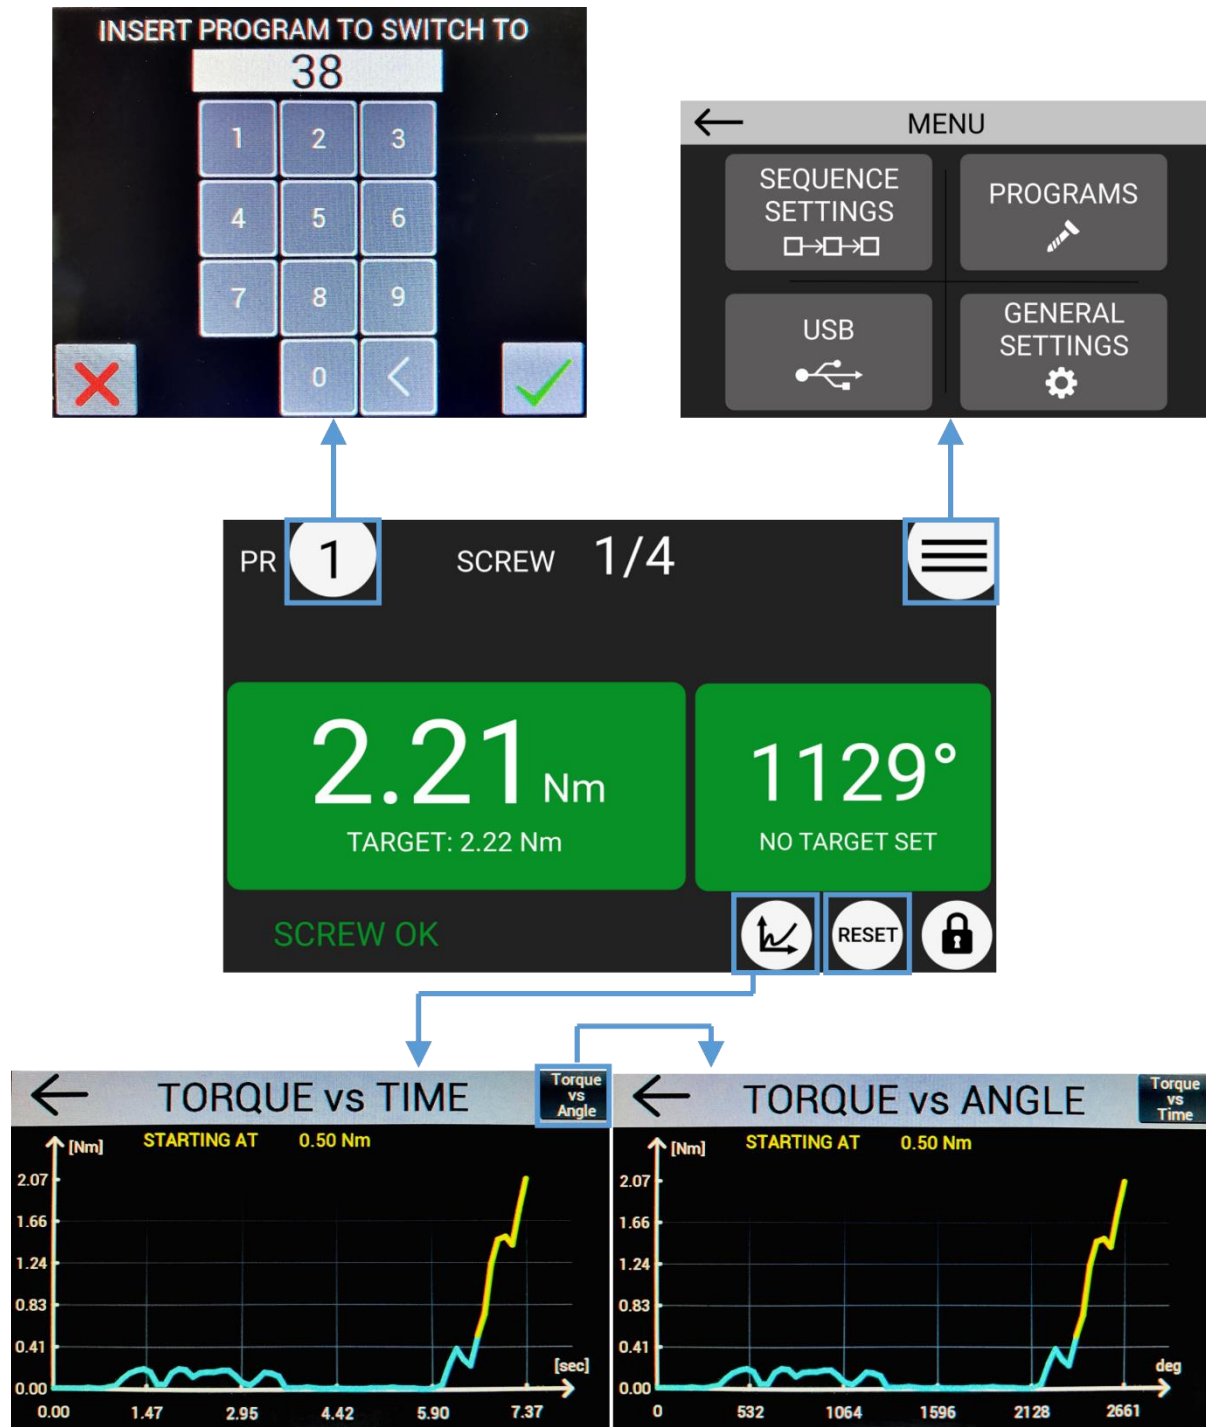 INSERT PROGRAM TO SWITCH TO
38
1 2 3
4 5 6
7 8 9
0 <
MENU
SEQUENCE
SETTINGS
PROGRAMS
USB
GENERAL
SETTINGS
PR 1 SCREW 1/4
2.21 Nm
TARGET: 2.22 Nm
1129°
NO TARGET SET
SCREW OK
RESET
TORQUE vs TIME
Torque
vs
Angle
[Nm] STARTING AT 0.50 Nm
2.07
1.66
1.24
0.83
0.41
[sec]
0.00
0.00 1.47 2.95 4.42 5.90 7.37
TORQUE vs ANGLE
Torque
vs
Time
[Nm] STARTING AT 0.50 Nm
2.07
1.66
1.24
0.83
0.41
deg
0.00
0 532 1064 1596 2128 2661